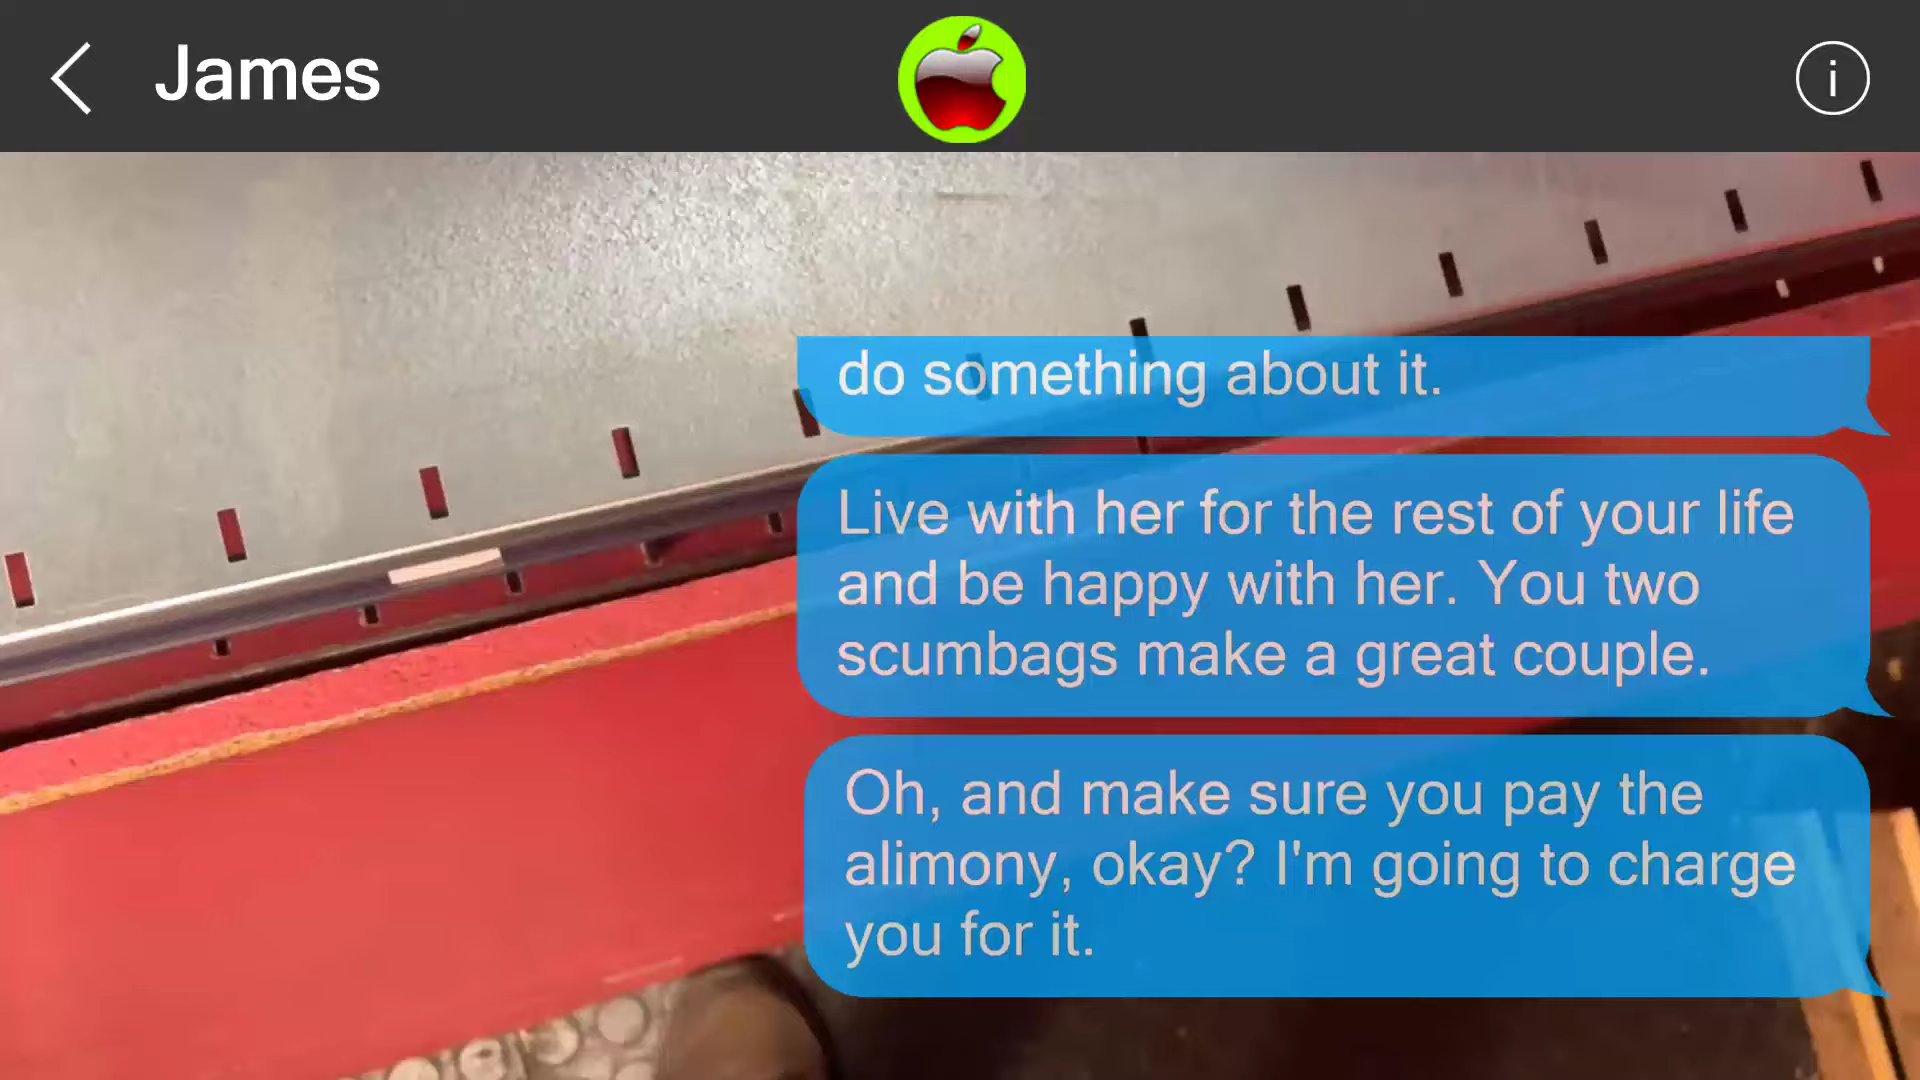 James
i
do something about it.
Live with her for the rest of your life
and be happy with her. You two
scumbags make a great couple.
Oh, and make sure you pay the
alimony, okay? I'm going to charge
you for it.